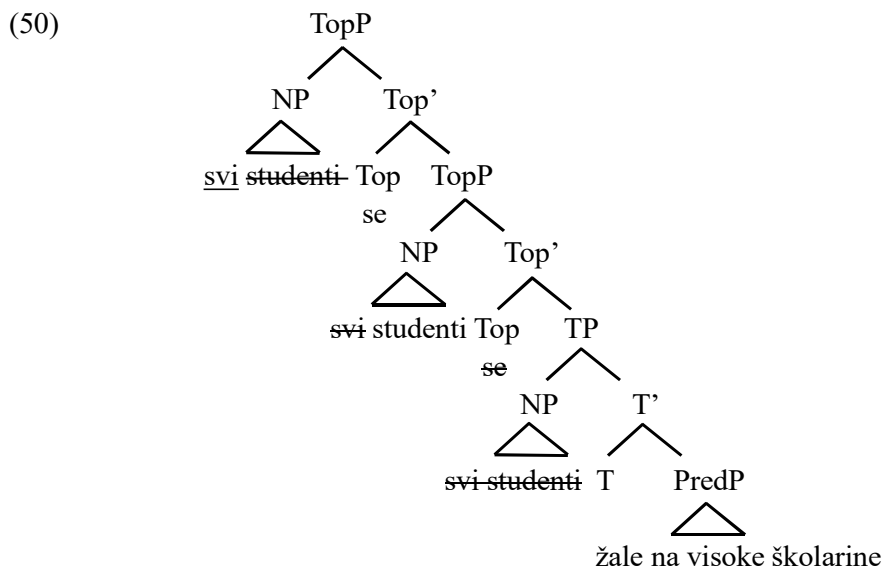 (50) TopP
NP Top’
svi studenti Top TopP
se
NP Top’
svi studenti Top TP
se
NP T’
svi studenti T PredP
žale na visoke školarine